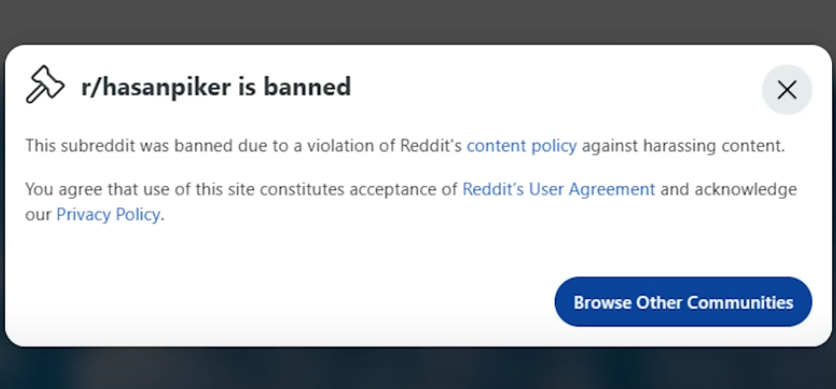 r/hasanpiker is banned
This subreddit was banned due to a violation of Reddit's content policy against harassing content.
You agree that use of this site constitutes acceptance of Reddit's User Agreement and acknowledge
our Privacy Policy.
Browse Other Communities